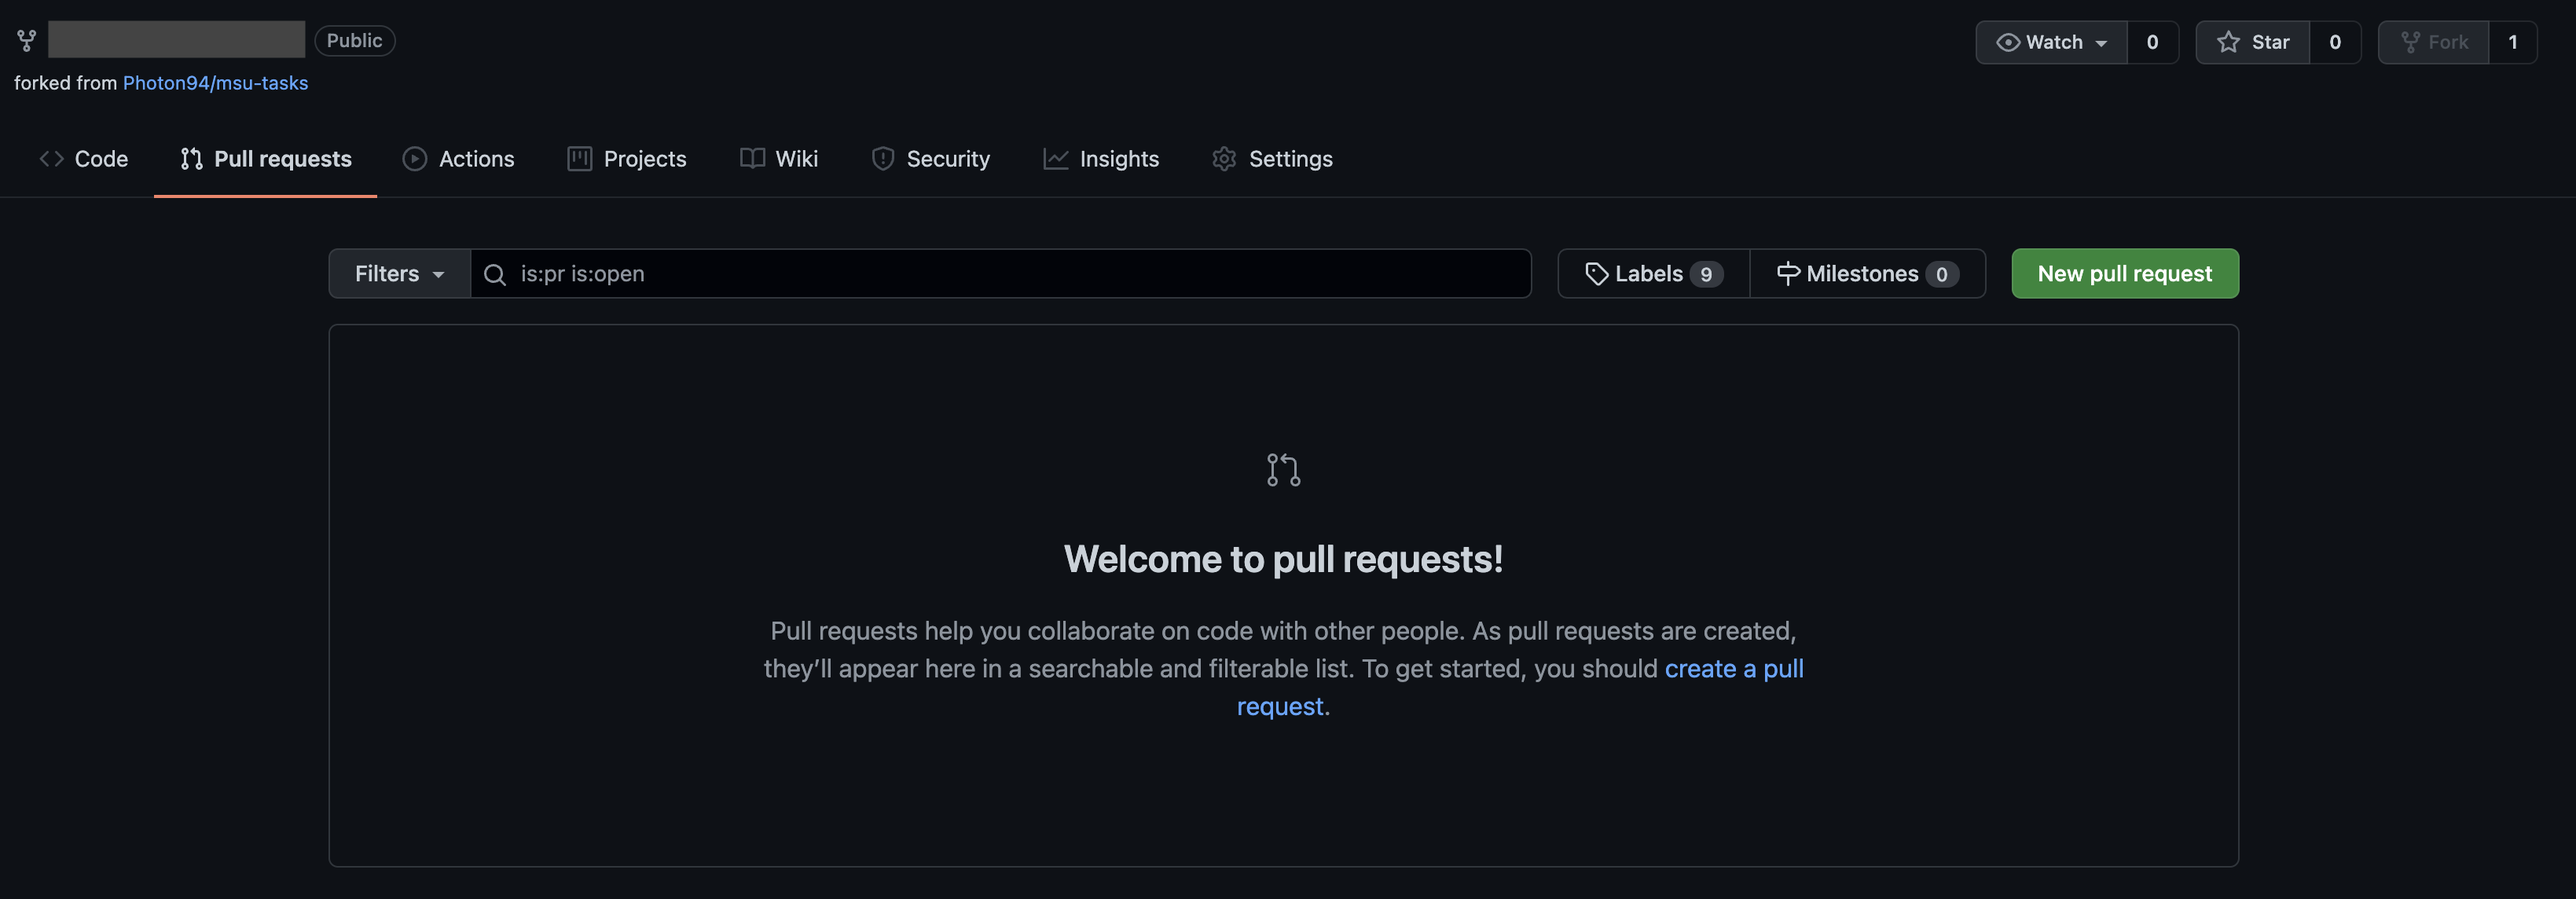 Public
Watch 0 Star 0 Fork 1
forked from Photon94/msu-tasks
Code Pull requests Actions Projects Wiki Security Insights Settings
Filters is:pr is:open Labels 9 Milestones 0 New pull request
Welcome to pull requests!
Pull requests help you collaborate on code with other people. As pull requests are created,
they’ll appear here in a searchable and filterable list. To get started, you should create a pull
request.